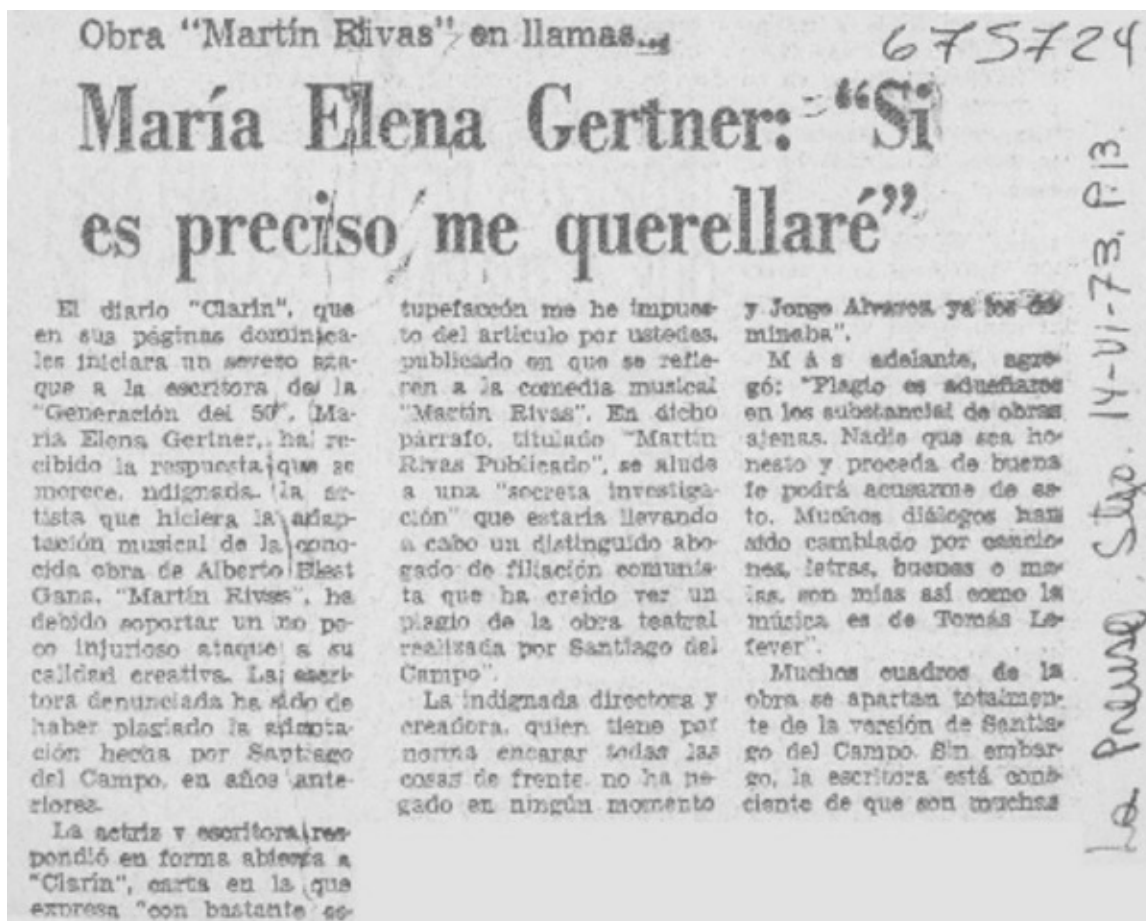 Obra "Martín Rivas" en llamas...
675724
María Elena Gertner: "Si
es preciso me querellaré"
El diario "Clarín", que
en sus páginas dominica-
les iniciara un severo ata-
que a la escritora de la
"Generación del 50", Ma-
ría Elena Gertner, ha re-
cibido la respuesta que se
merece. ndignada, la ar-
tista que hiciera la adap-
tación musical de la cono-
cida obra de Alberto Blest
Gana, "Martín Rivas", ha
debido soportar un no po-
co injurioso ataque a su
calidad creativa. La escri-
tora denunciada ha sido de
haber plagiado la adapta-
ción hecha por Santiago
del Campo, en años ante-
riores.
La actriz y escritora res-
pondió en forma abierta a
"Clarín", carta en la que
expresa "con bastante es-
tupefaccón me he impues-
to del artículo por ustedes,
publicado en que se refie-
ren a la comedia musical
"Martín Rivas". En dicho
párrafo, titulado "Martín
Rivas Publicado", se alude
a una "secreta investiga-
ción" que estaría llevando
a cabo un distinguido abo-
gado de filiación comunis-
ta que ha creído ver un
plagio de la obra teatral
realizada por Santiago del
Campo"
La indignada directora y
creadora, quien tiene por
norma encarar todas las
cosas de frente, no ha ne-
gado en ningún momento
y Jorge Alvarez ya los do-
minaba".
Más adelante, agre-
gó: "Plagio es adueñarse
en los substancial de obras
ajenas. Nadie que sea ho-
nesto y proceda de buena
fe podrá acusarme de es-
to. Muchos diálogos han
sido cambiado por cancio-
nes, letras, buenas o ma-
las, son mías así como la
música es de Tomás Le-
fever".
Muchos cuadros de la
obra se apartan totalmen-
te de la versión de Santia-
go del Campo. Sin embar-
go, la escritora está cons-
ciente de que son muchas
La Prensa, Stgo. 14-VI-73. P.13